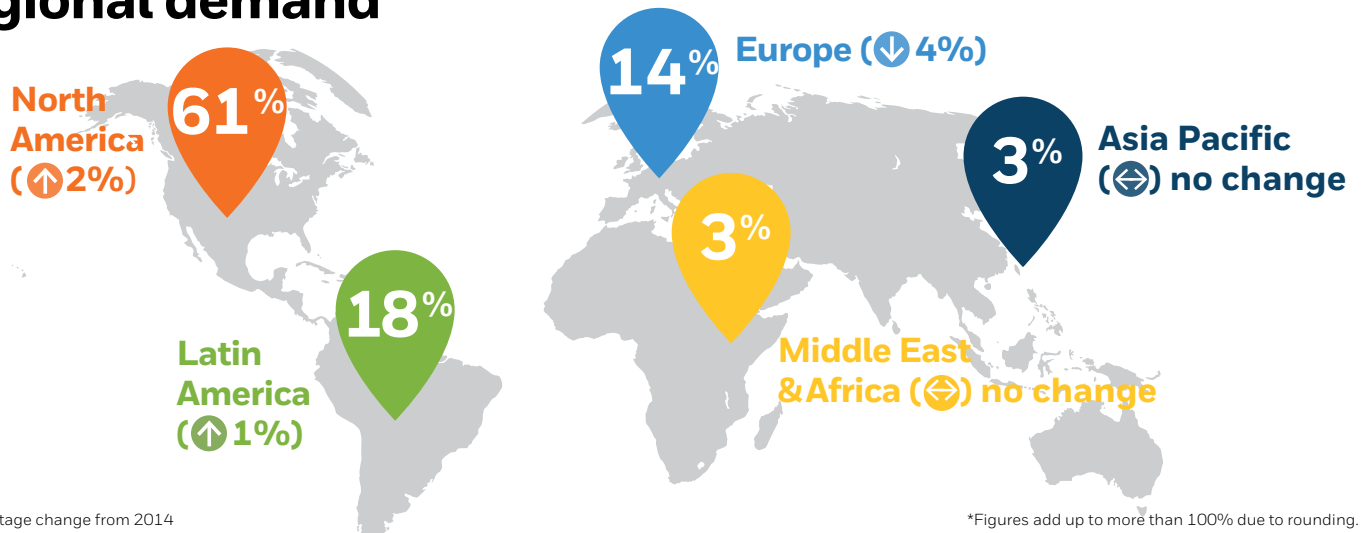 gional demand
North
America
(2%)
61%
14%
Europe (4%)
3%
Asia Pacific
() no change
3%
Middle East
& Africa () no change
18%
Latin
America
(1%)
tage change from 2014
*Figures add up to more than 100% due to rounding.